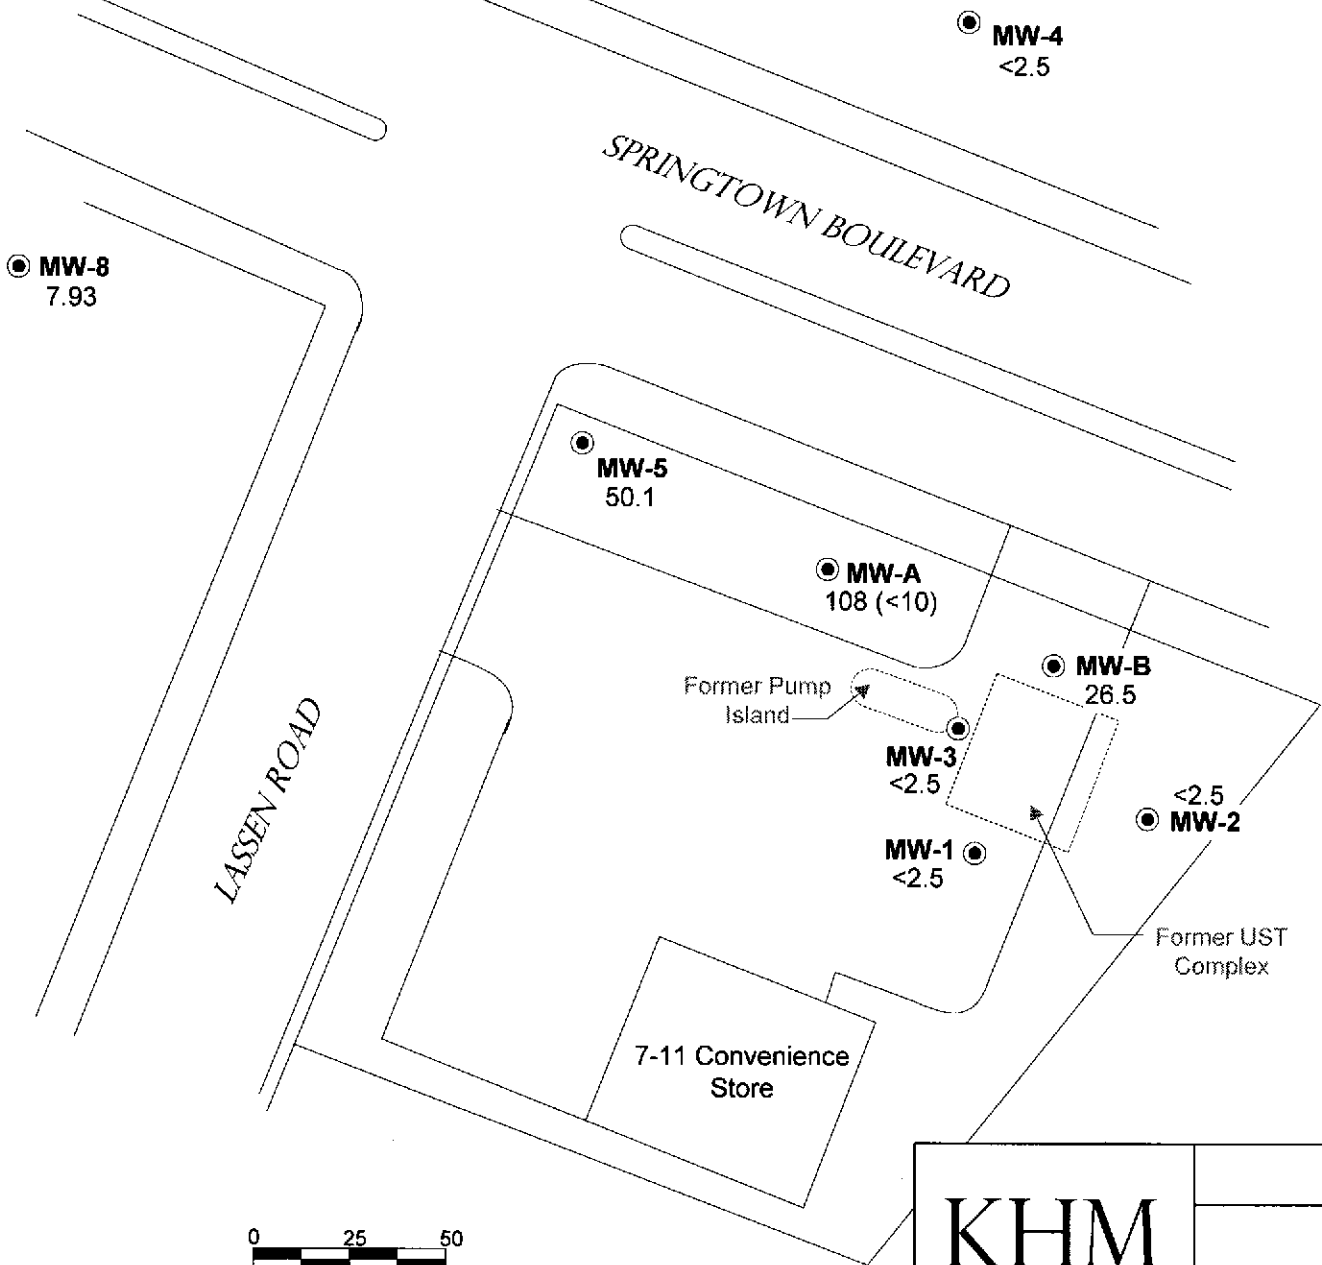 MW-4
<2.5
SPRINGTOWN BOULEVARD
MW-8
7.93
MW-5
50.1
MW-A
108 (<10)
MW-B
26.5
Former Pump
Island
MW-3
<2.5
<2.5
MW-2
MW-1
<2.5
LASSEN ROAD
Former UST
Complex
7-11 Convenience
Store
0 25 50
KHM